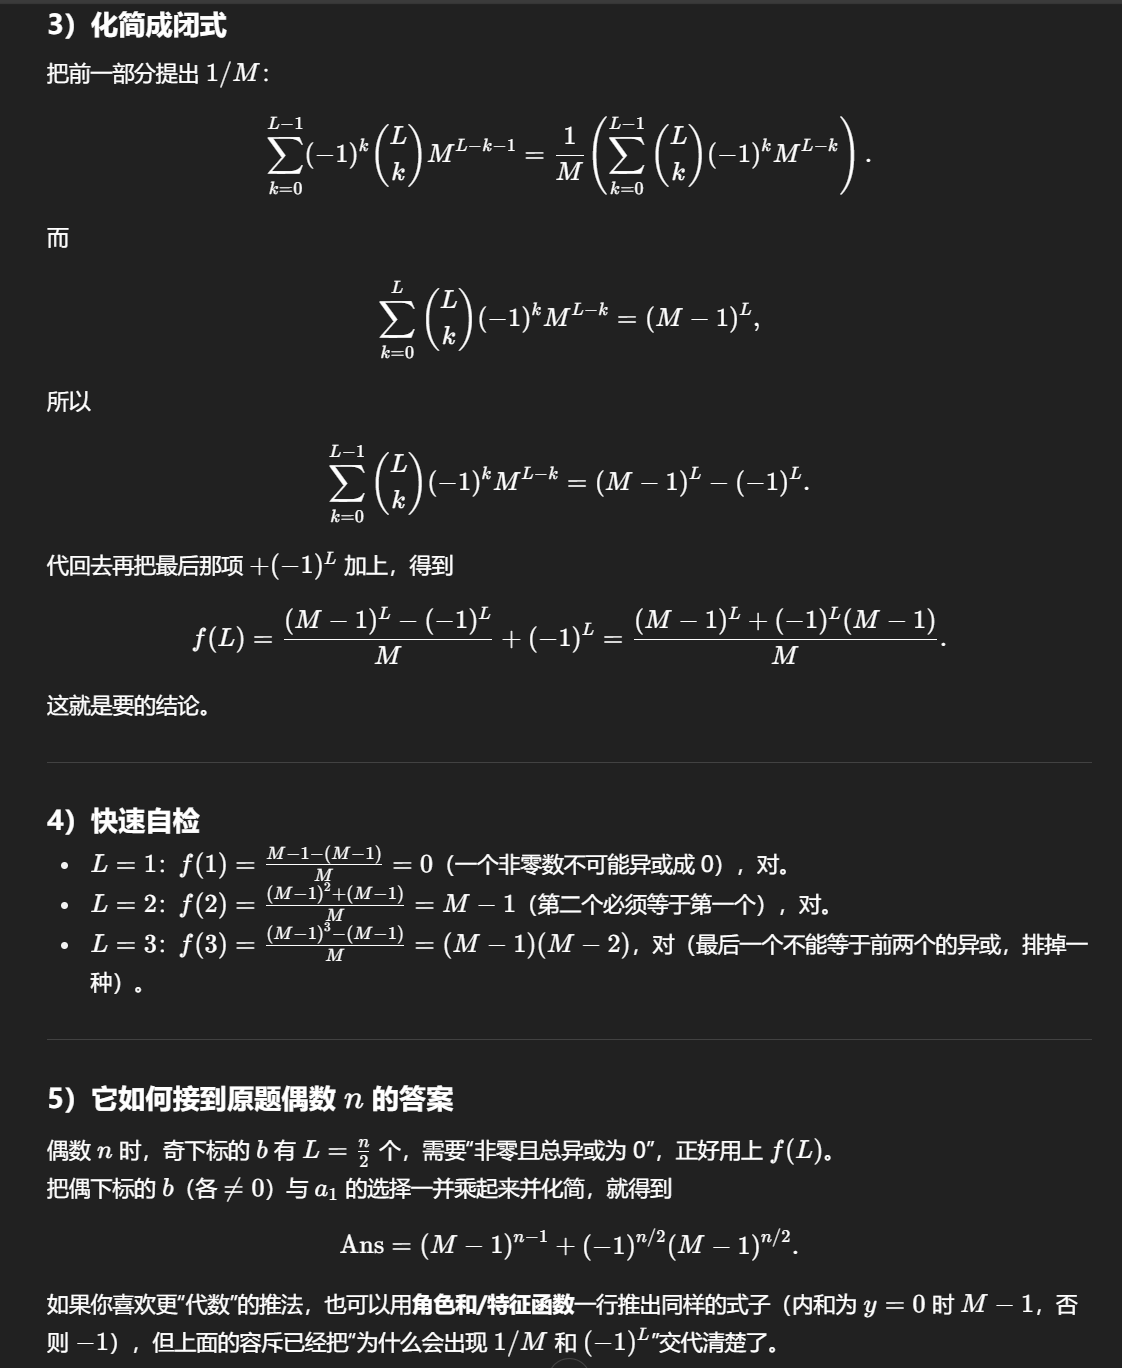 3）化简成闭式
把前一部分提出 1/M：
\sum_{k=0}^{L-1} (-1)^k \binom{L}{k} M^{L-k-1} = \frac{1}{M} \left( \sum_{k=0}^{L-1} \binom{L}{k} (-1)^k M^{L-k} \right).
而
\sum_{k=0}^{L} \binom{L}{k} (-1)^k M^{L-k} = (M-1)^L,
所以
\sum_{k=0}^{L-1} \binom{L}{k} (-1)^k M^{L-k} = (M-1)^L - (-1)^L.
代回去再把最后那项 +(-1)^L 加上，得到
f(L) = \frac{(M-1)^L - (-1)^L}{M} + (-1)^L = \frac{(M-1)^L + (-1)^L (M-1)}{M}.
这就是要的结论。
4）快速自检
• L = 1: f(1) = \frac{M-1-(M-1)}{M} = 0（一个非零数不可能异或成 0），对。
• L = 2: f(2) = \frac{(M-1)^2+(M-1)}{M} = M - 1（第二个必须等于第一个），对。
• L = 3: f(3) = \frac{(M-1)^3-(M-1)}{M} = (M - 1)(M - 2)，对（最后一个不能等于前两个的异或，排掉一
种）。
5）它如何接到原题偶数 n 的答案
偶数 n 时，奇下标的 b 有 L = \frac{n}{2} 个，需要“非零且总异或为 0”，正好用上 f(L)。
把偶下标的 b（各 ≠ 0）与 a_1 的选择一并乘起来并化简，就得到
Ans = (M - 1)^{n-1} + (-1)^{n/2} (M - 1)^{n/2}.
如果你喜欢更“代数”的推法，也可以用角色和/特征函数一行推出同样的式子（内和为 y = 0 时 M - 1，否
则 -1），但上面的容斥已经把“为什么会出现 1/M 和 (-1)^L”交代清楚了。